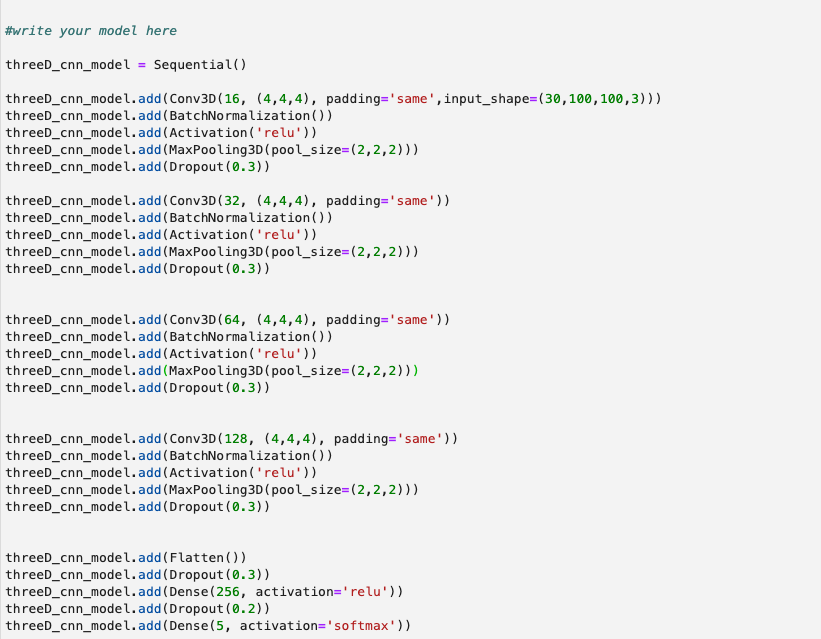 #write your model here
threeD_cnn_model = Sequential()
threeD_cnn_model.add(Conv3D(16, (4,4,4), padding='same',input_shape=(30,100,100,3)))
threeD_cnn_model.add(BatchNormalization())
threeD_cnn_model.add(Activation('relu'))
threeD_cnn_model.add(MaxPooling3D(pool_size=(2,2,2)))
threeD_cnn_model.add(Dropout(0.3))
threeD_cnn_model.add(Conv3D(32, (4,4,4), padding='same'))
threeD_cnn_model.add(BatchNormalization())
threeD_cnn_model.add(Activation('relu'))
threeD_cnn_model.add(MaxPooling3D(pool_size=(2,2,2)))
threeD_cnn_model.add(Dropout(0.3))
threeD_cnn_model.add(Conv3D(64, (4,4,4), padding='same'))
threeD_cnn_model.add(BatchNormalization())
threeD_cnn_model.add(Activation('relu'))
threeD_cnn_model.add(MaxPooling3D(pool_size=(2,2,2)))
threeD_cnn_model.add(Dropout(0.3))
threeD_cnn_model.add(Conv3D(128, (4,4,4), padding='same'))
threeD_cnn_model.add(BatchNormalization())
threeD_cnn_model.add(Activation('relu'))
threeD_cnn_model.add(MaxPooling3D(pool_size=(2,2,2)))
threeD_cnn_model.add(Dropout(0.3))
threeD_cnn_model.add(Flatten())
threeD_cnn_model.add(Dropout(0.3))
threeD_cnn_model.add(Dense(256, activation='relu'))
threeD_cnn_model.add(Dropout(0.2))
threeD_cnn_model.add(Dense(5, activation='softmax'))